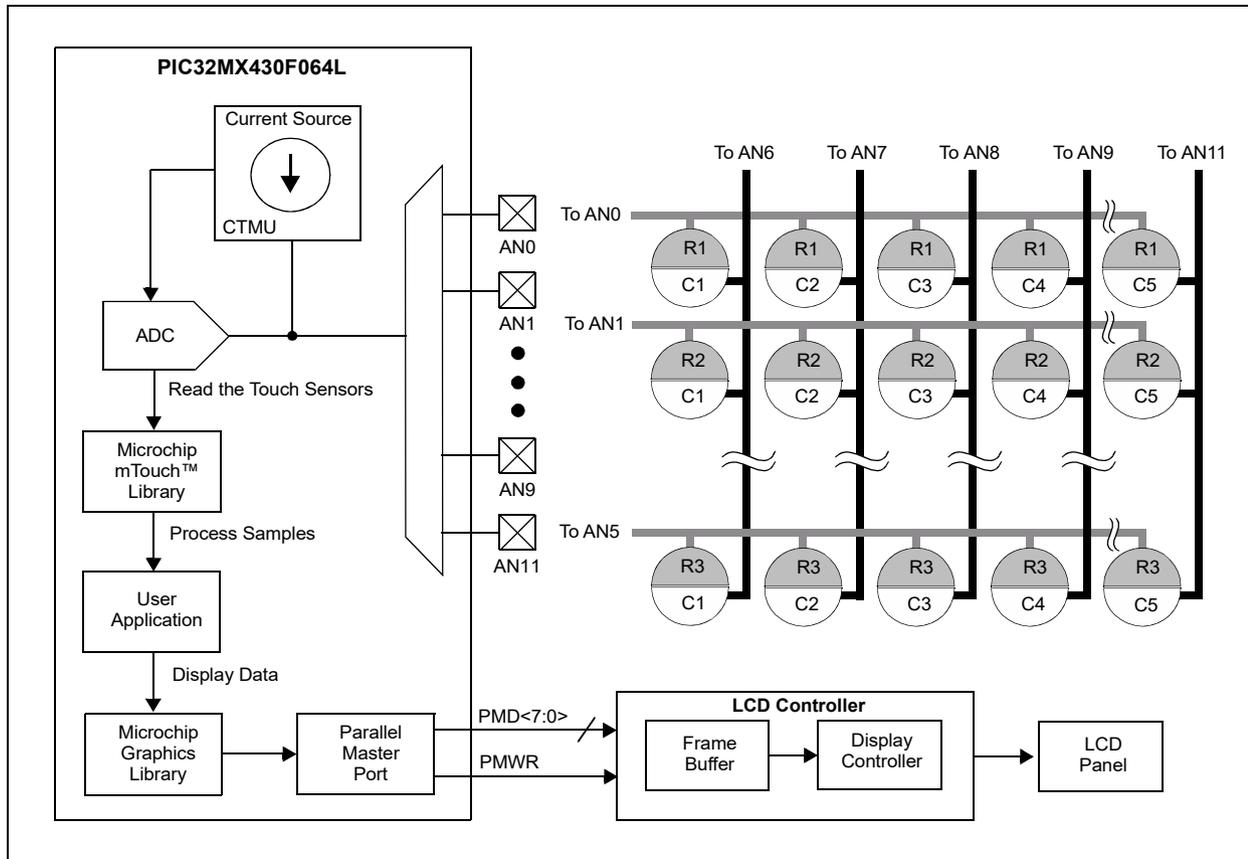 PIC32MX430F064L
Current Source
CTMU
ADC
Read the Touch Sensors
Microchip
mTouch™
Library
Process Samples
User
Application
Display Data
Microchip
Graphics
Library
Parallel
Master
Port
AN0
AN1
AN9
AN11
To AN6
To AN7
To AN8
To AN9
To AN11
To AN0
R1
R1
R1
R1
R1
C1
C2
C3
C4
C5
To AN1
R2
R2
R2
R2
R2
C1
C2
C3
C4
C5
To AN5
R3
R3
R3
R3
R3
C1
C2
C3
C4
C5
PMD<7:0>
PMWR
LCD Controller
Frame
Buffer
Display
Controller
LCD
Panel